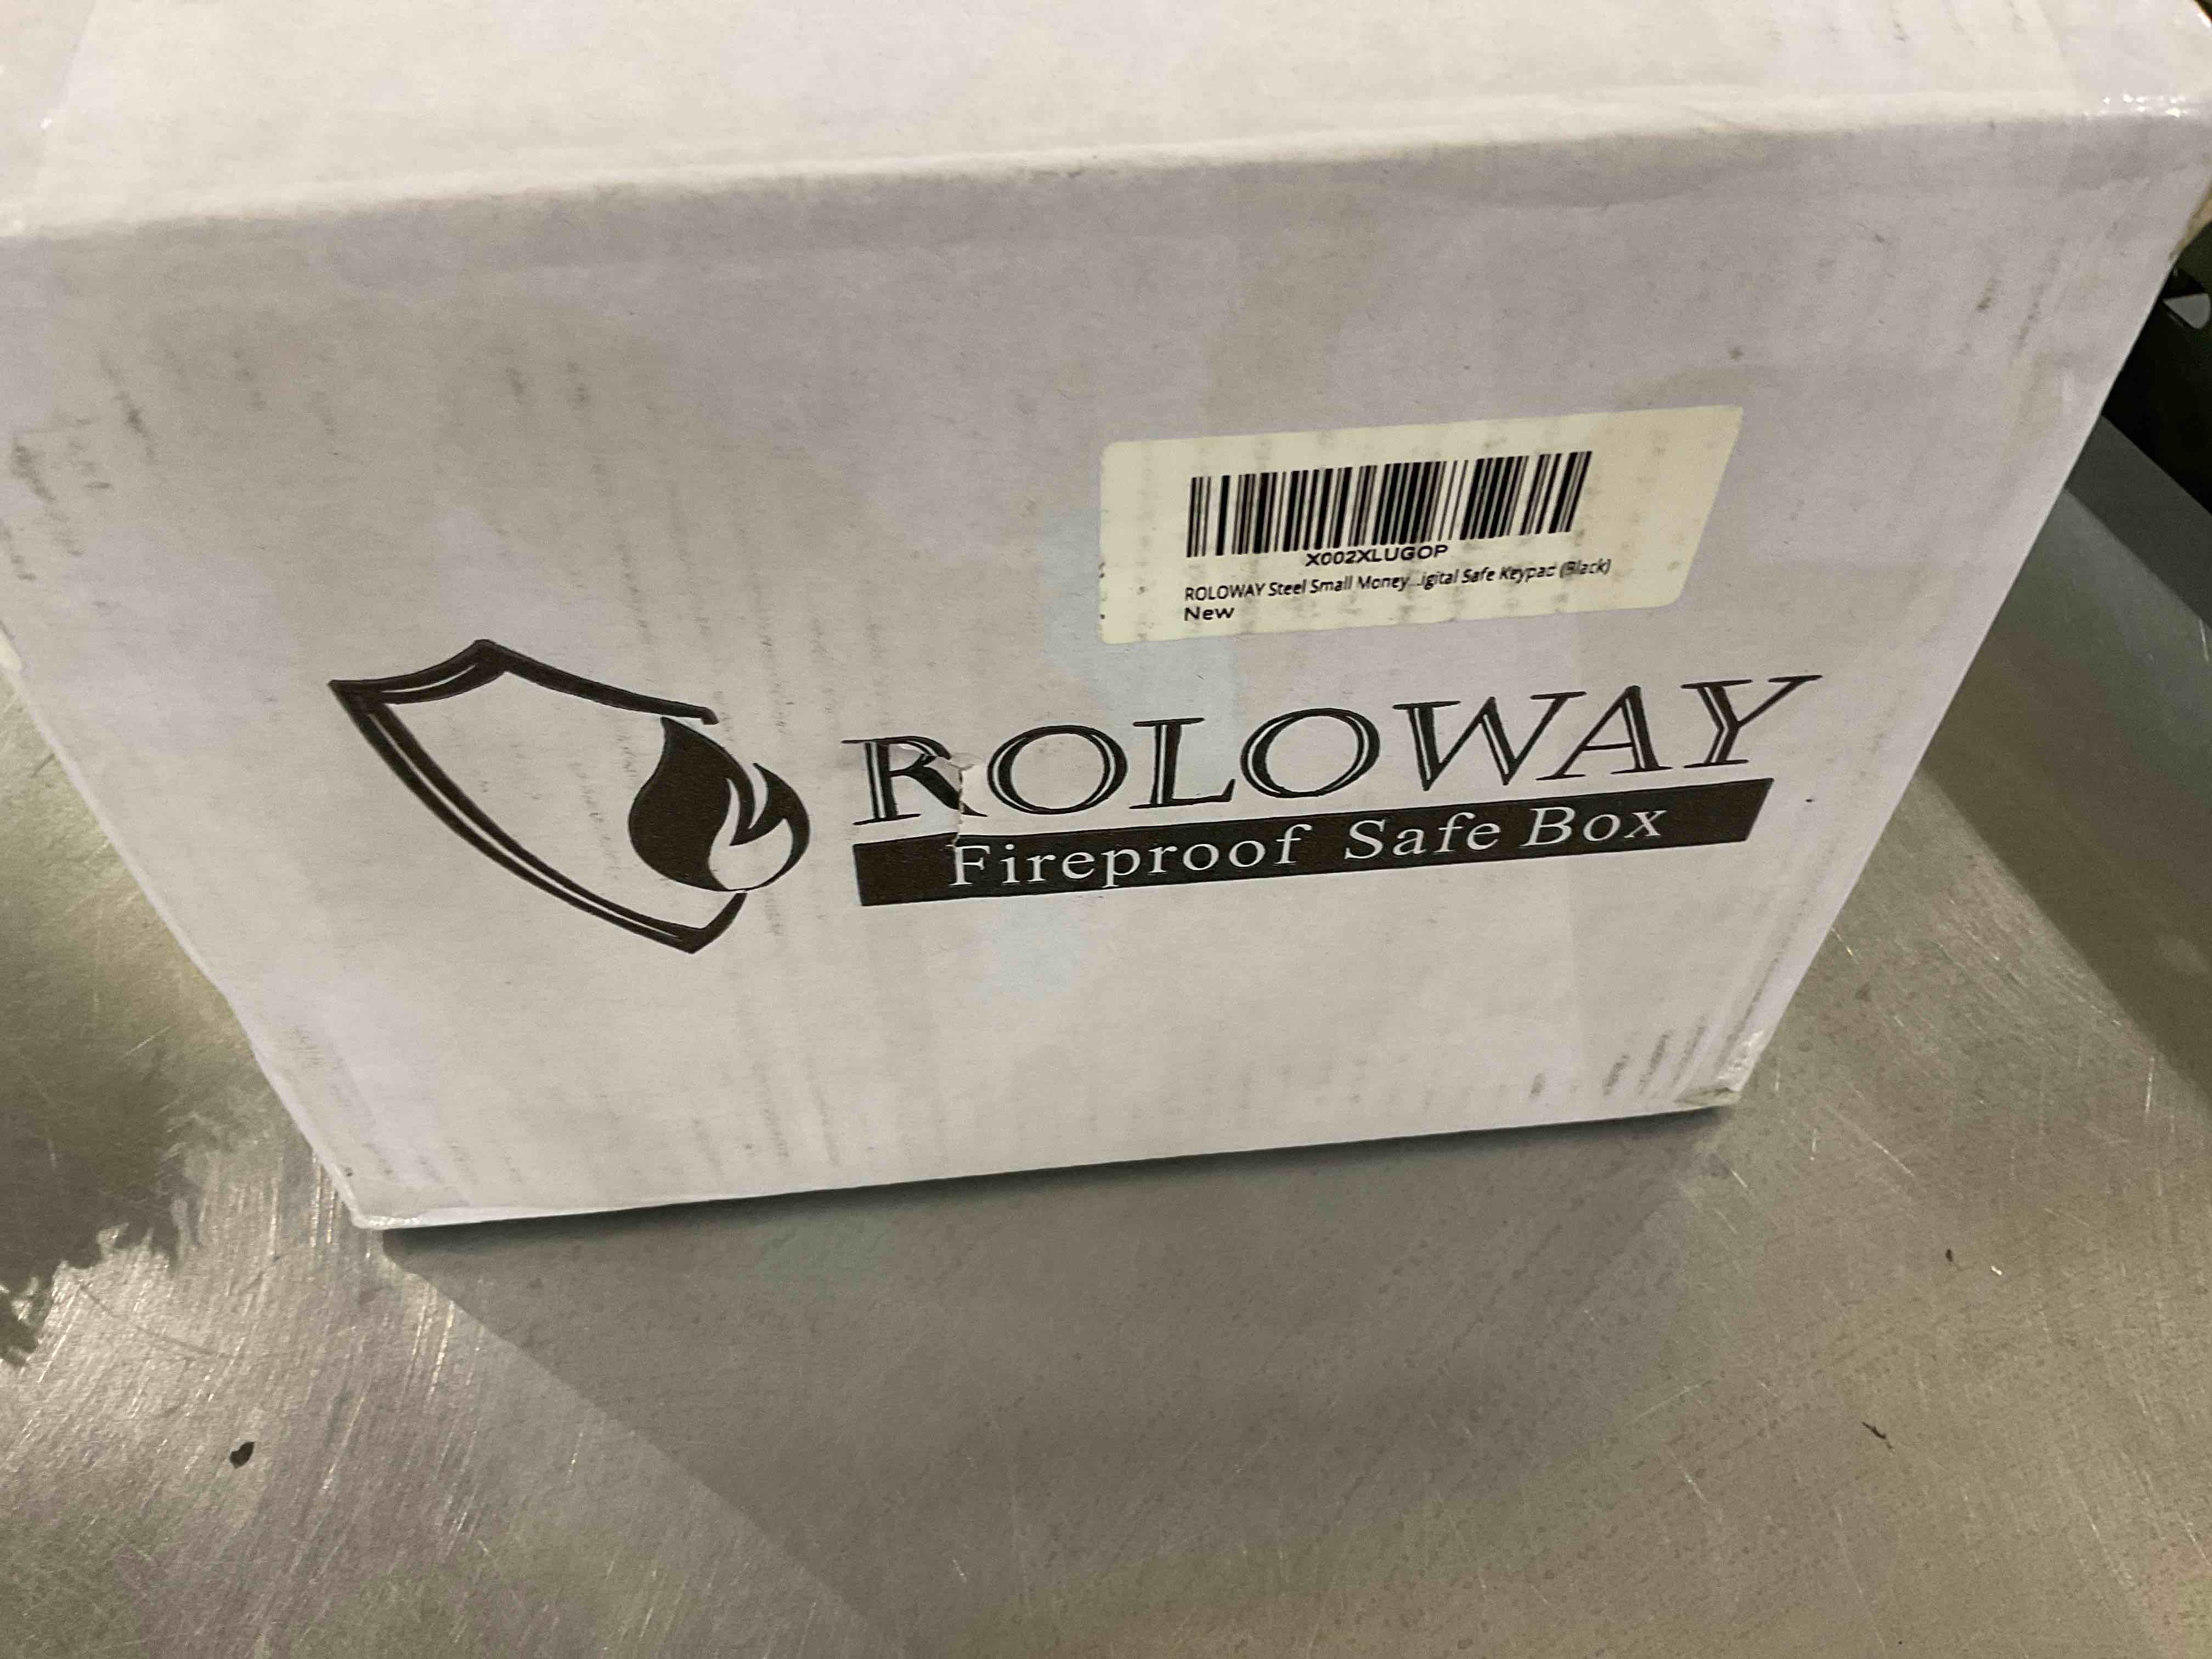 X002XLUGOP
ROLOWAY Steel Small Money...igital Safe Keypad (Black)
New
ROLOWAY
Fireproof Safe Box